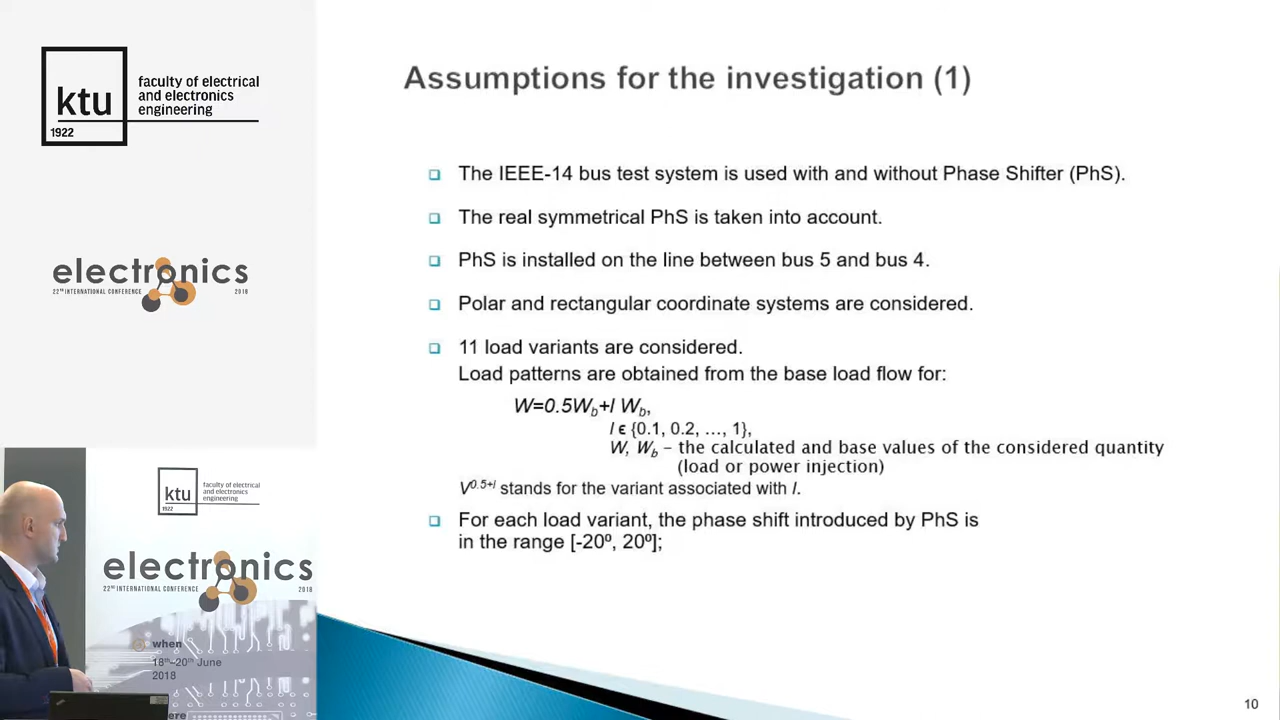 ktu
1922
faculty of electrical
and electronics
engineering
electronics
22ND INTERNATIONAL CONFERENCE 2018
Assumptions for the investigation (1)
The IEEE-14 bus test system is used with and without Phase Shifter (PhS).
The real symmetrical PhS is taken into account.
PhS is installed on the line between bus 5 and bus 4.
Polar and rectangular coordinate systems are considered.
11 load variants are considered.
Load patterns are obtained from the base load flow for:
W=0.5Wb+l Wb,
l ϵ {0.1, 0.2, …, 1},
W, Wb – the calculated and base values of the considered quantity
(load or power injection)
V0.5+l stands for the variant associated with l.
For each load variant, the phase shift introduced by PhS is
in the range [-20º, 20º];
10
ktu
1922
faculty of electrical
and electronics
engineering
electronics
22ND INTERNATIONAL CONFERENCE 2018
when
18th–20th June
2018